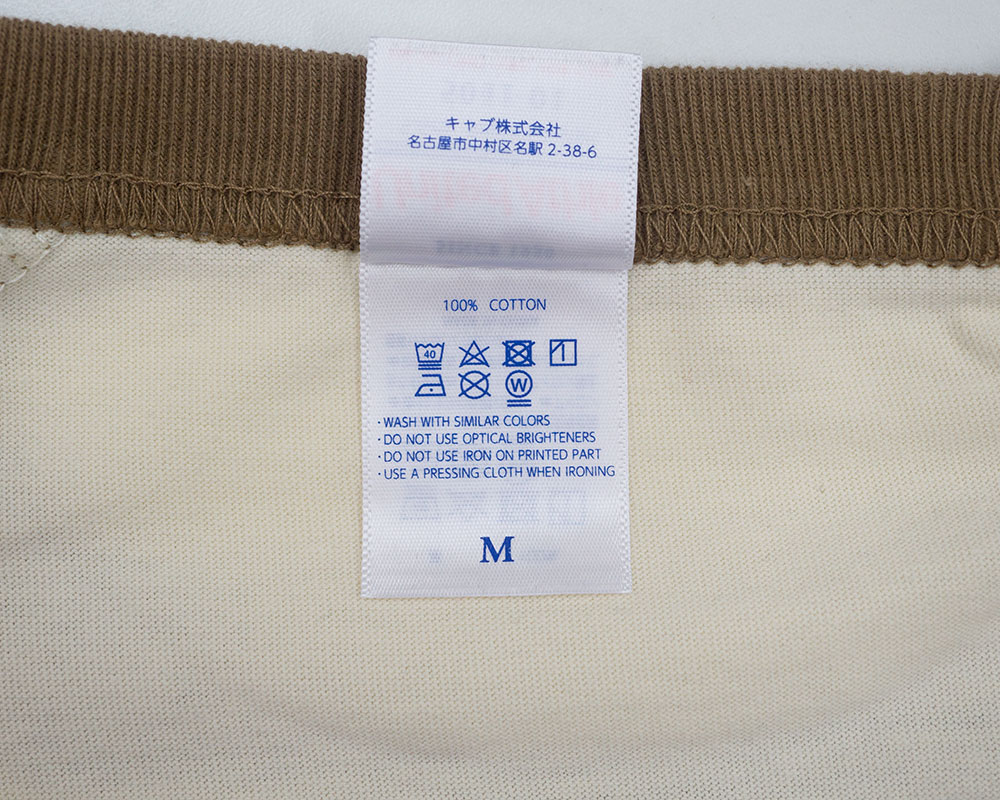 キャブ株式会社
名古屋市中村区名駅 2-38-6
100% COTTON
40
W
・WASH WITH SIMILAR COLORS
・DO NOT USE OPTICAL BRIGHTENERS
・DO NOT USE IRON ON PRINTED PART
・USE A PRESSING CLOTH WHEN IRONING
M